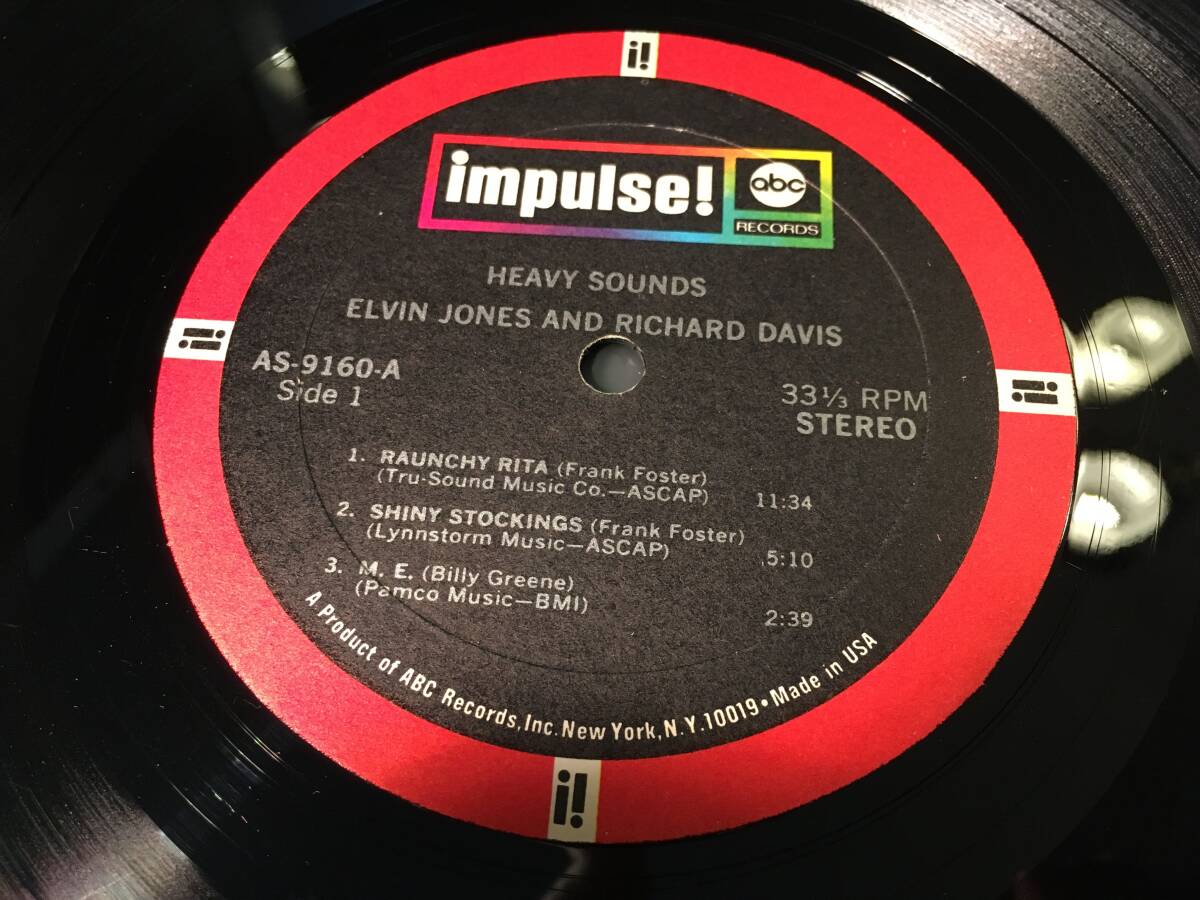 i!
impulse!
abc
RECORDS
HEAVY SOUNDS
ELVIN JONES AND RICHARD DAVIS
AS-9160-A
Side 1
33 1/3 RPM
STEREO
i!
i!
1. RAUNCHY RITA (Frank Foster)
(Tru-Sound Music Co.—ASCAP) 11:34
2. SHINY STOCKINGS (Frank Foster)
(Lynnstorm Music—ASCAP) 5:10
3. M. E. (Billy Greene)
(Pamco Music—BMI) 2:39
A Product of ABC Records, Inc. New York, N.Y. 10019 • Made in USA
i!